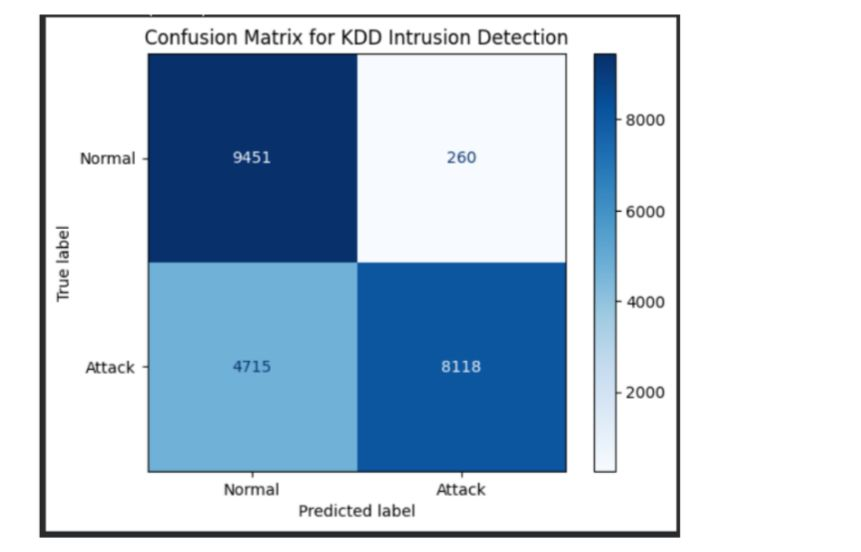 Confusion Matrix for KDD Intrusion Detection
Normal
9451
260
8000
6000
True label
4000
Attack
4715
8118
2000
Normal
Attack
Predicted label